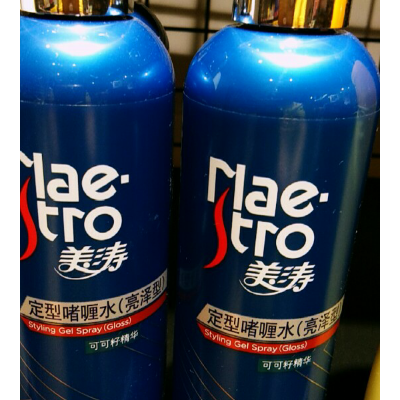 Mae.
stro
美涛
定型啫喱水(亮泽型)
Styling Gel Spray (Gloss)
可可籽精华
Mae.
stro
美涛
定型啫喱水(亮泽型)
Styling Gel Spray (Gloss)
可可籽精华